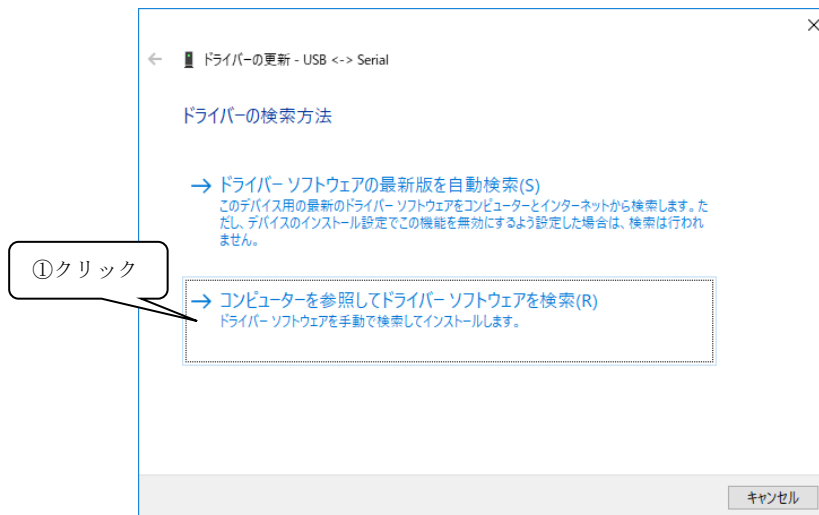 ドライバーの更新 - USB <-> Serial
ドライバーの検索方法
ドライバー ソフトウェアの最新版を自動検索(S)
このデバイス用の最新のドライバー ソフトウェアをコンピューターとインターネットから検索します。た
だし、デバイスのインストール設定でこの機能を無効にするよう設定した場合は、検索は行われ
ません。
①クリック
コンピューターを参照してドライバー ソフトウェアを検索(R)
ドライバー ソフトウェアを手動で検索してインストールします。
キャンセル